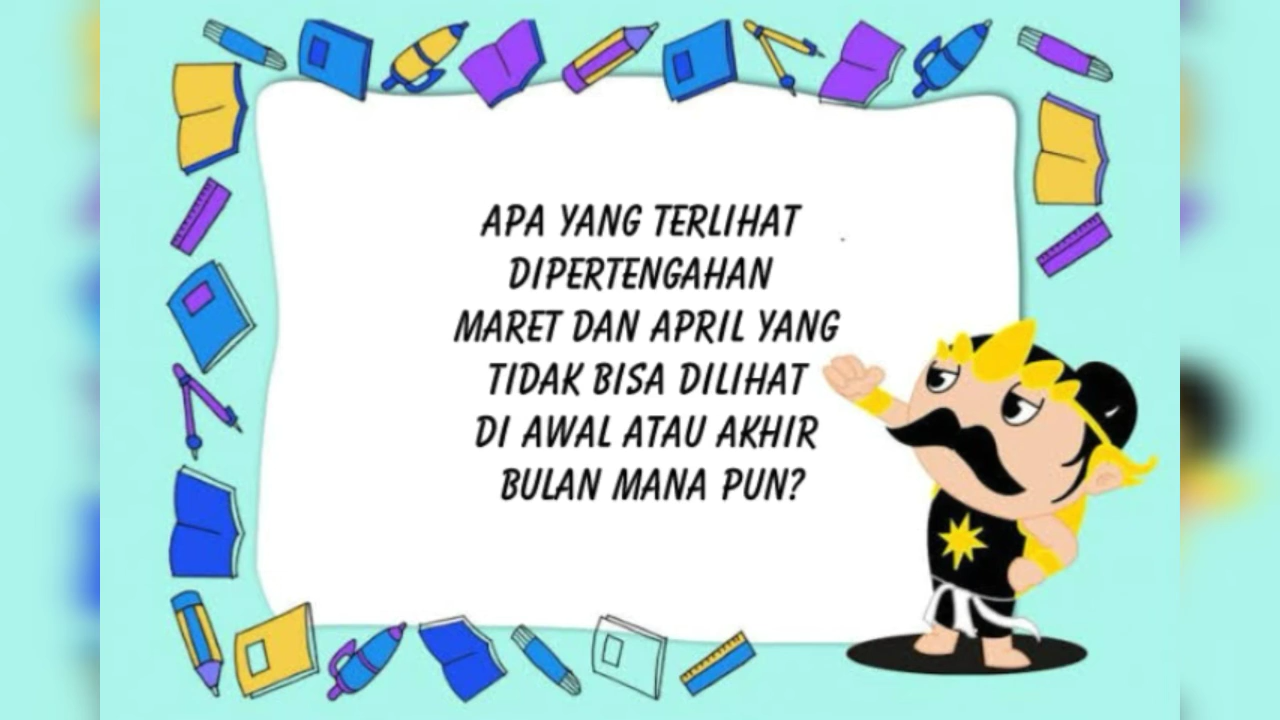 APA YANG TERLIHAT
DIPERTENGAHAN
MARET DAN APRIL YANG
TIDAK BISA DILIHAT
DI AWAL ATAU AKHIR
BULAN MANA PUN?